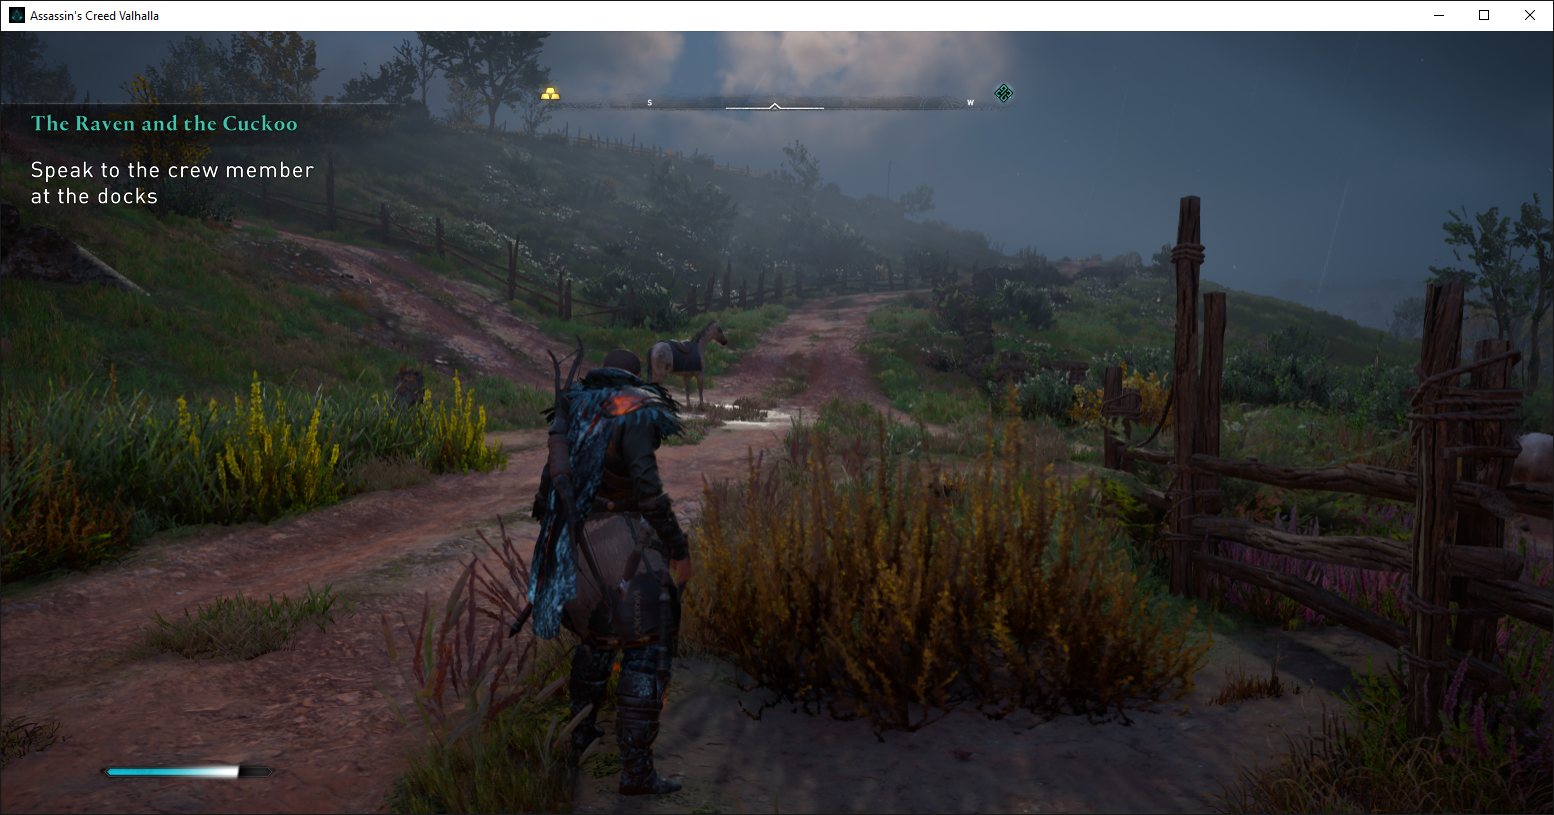 Assassin's Creed Valhalla
S
W
The Raven and the Cuckoo
Speak to the crew member
at the docks